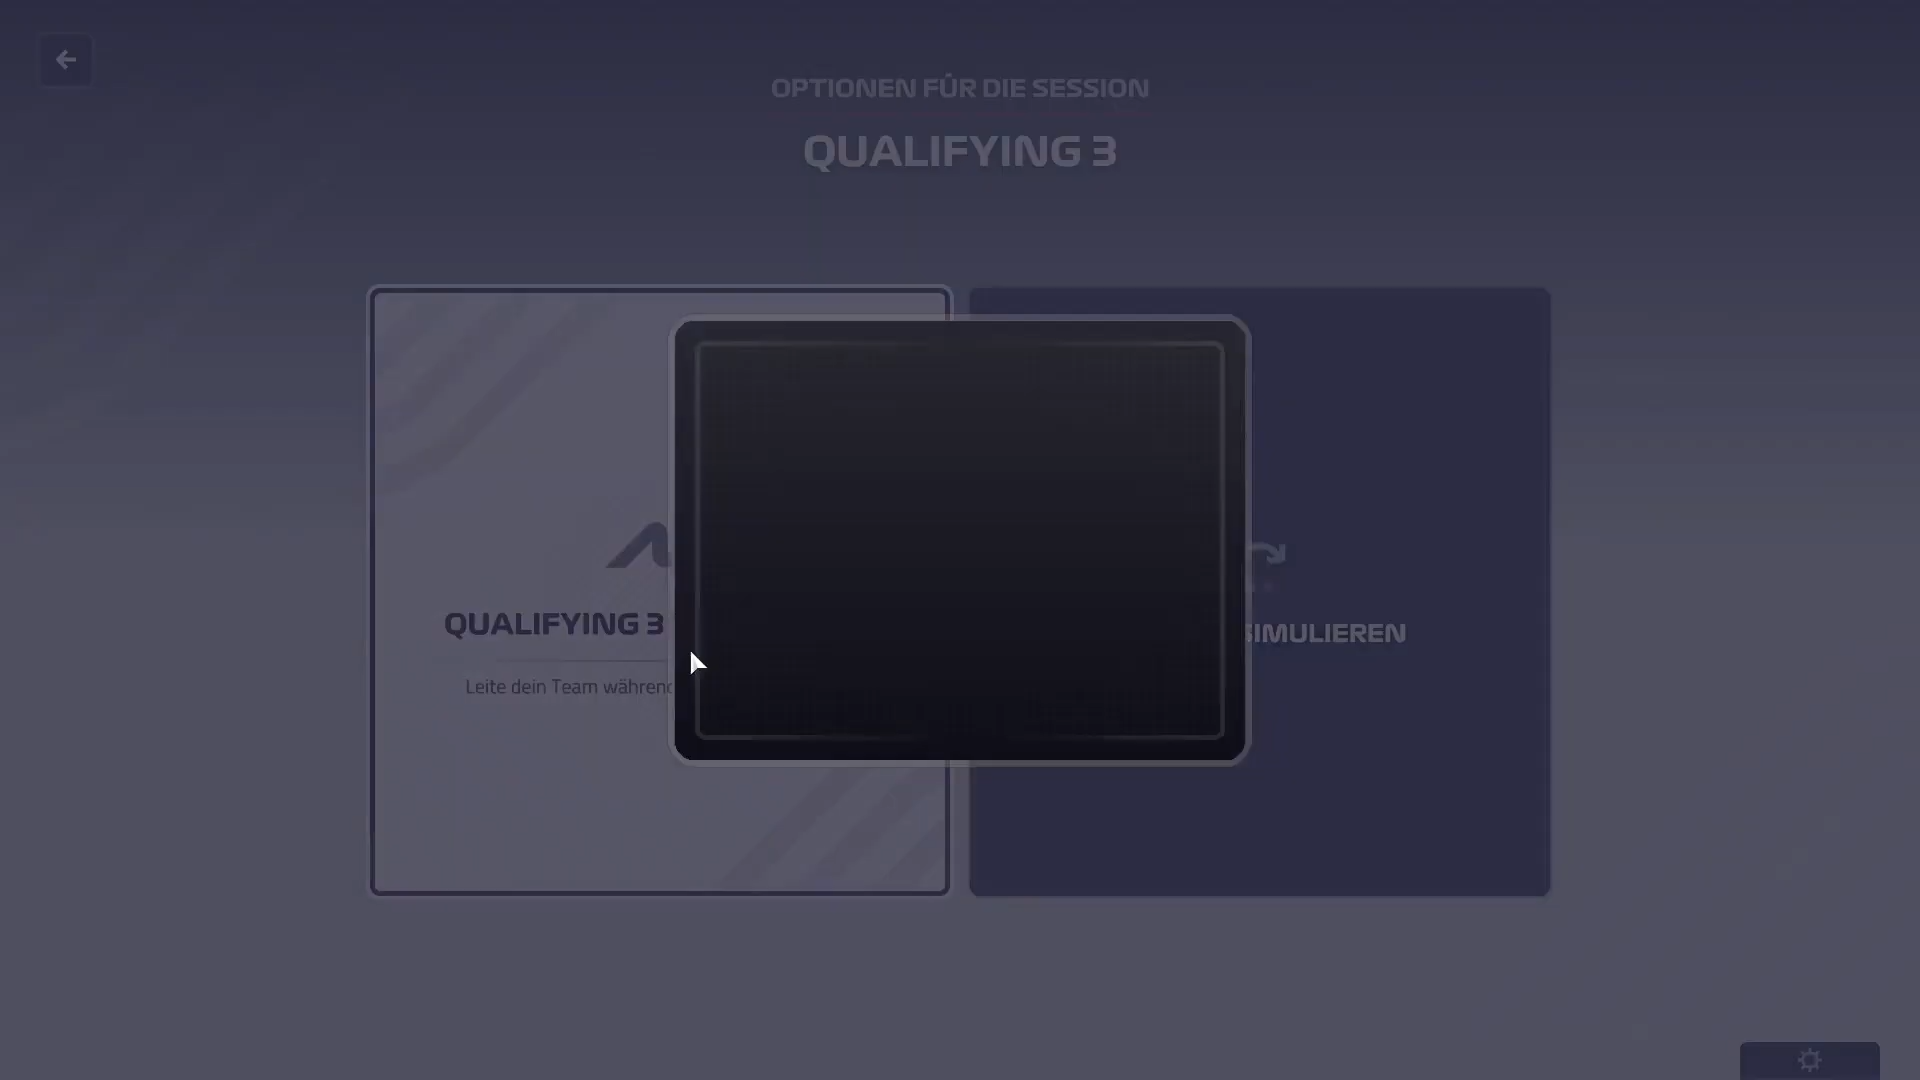 OPTIONEN FÜR DIE SESSION
QUALIFYING 3
QUALIFYING 3
Leite dein Team während
SIMULIEREN